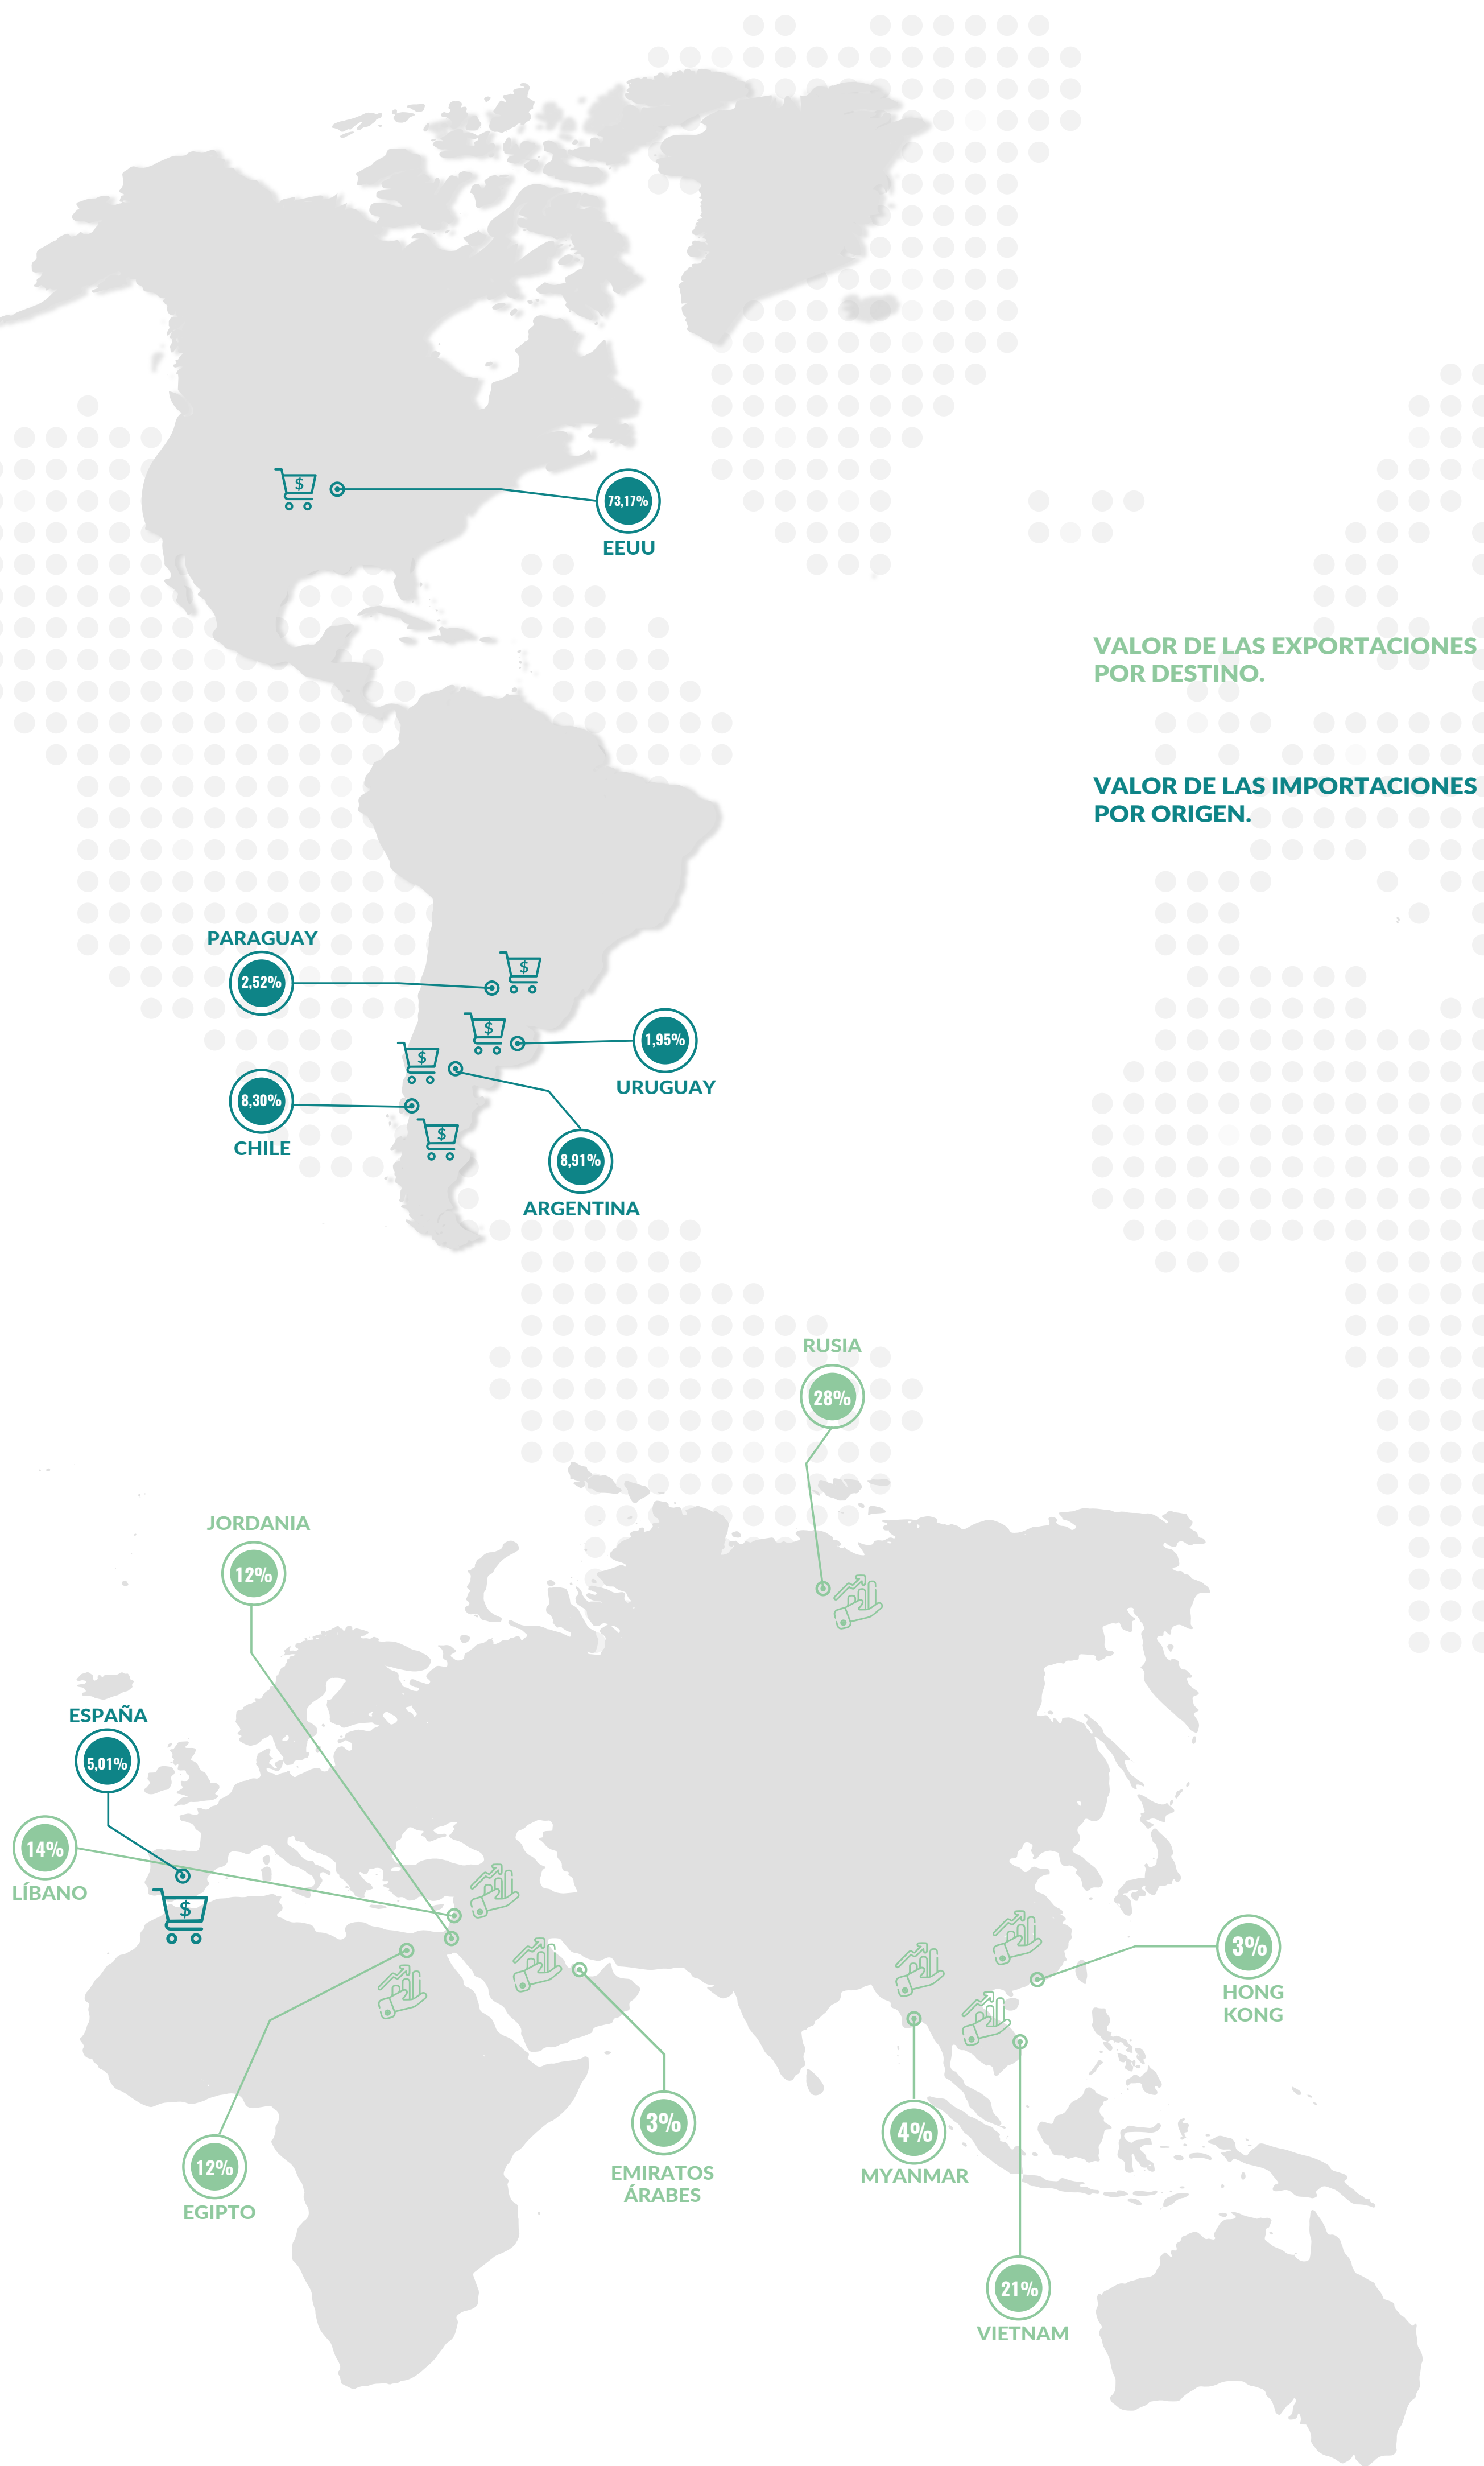 73,17%
EEUU
VALOR DE LAS EXPORTACIONES
POR DESTINO.
VALOR DE LAS IMPORTACIONES
POR ORIGEN.
PARAGUAY
2,52%
1,95%
URUGUAY
8,30%
CHILE
8,91%
ARGENTINA
RUSIA
28%
JORDANIA
12%
ESPAÑA
5,01%
14%
LÍBANO
3%
HONG
KONG
3%
EMIRATOS
ÁRABES
4%
MYANMAR
12%
EGIPTO
21%
VIETNAM